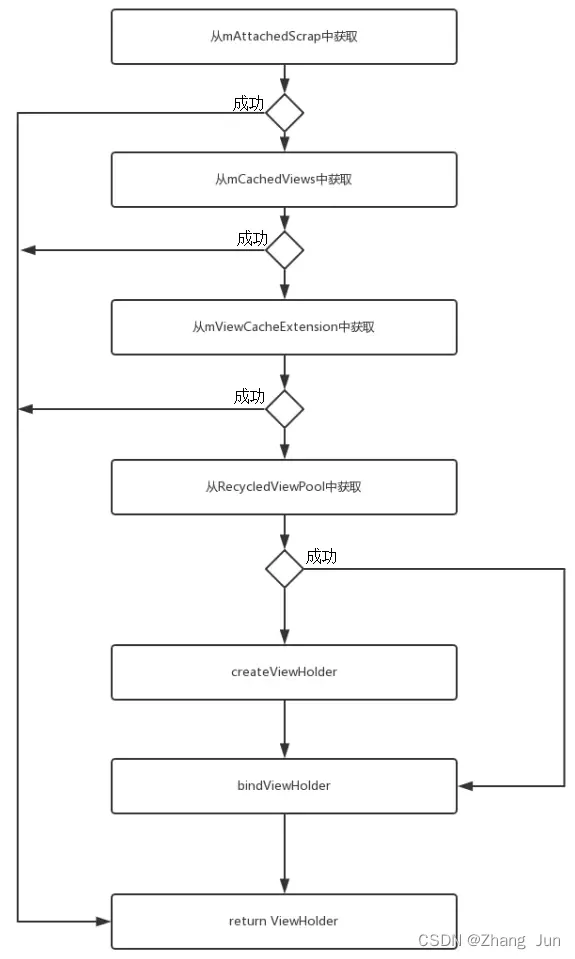 从mAttachedScrap中获取
成功
从mCachedViews中获取
成功
从mViewCacheExtension中获取
成功
从RecycledViewPool中获取
成功
createViewHolder
bindViewHolder
return ViewHolder
CSDN @Zhang Jun